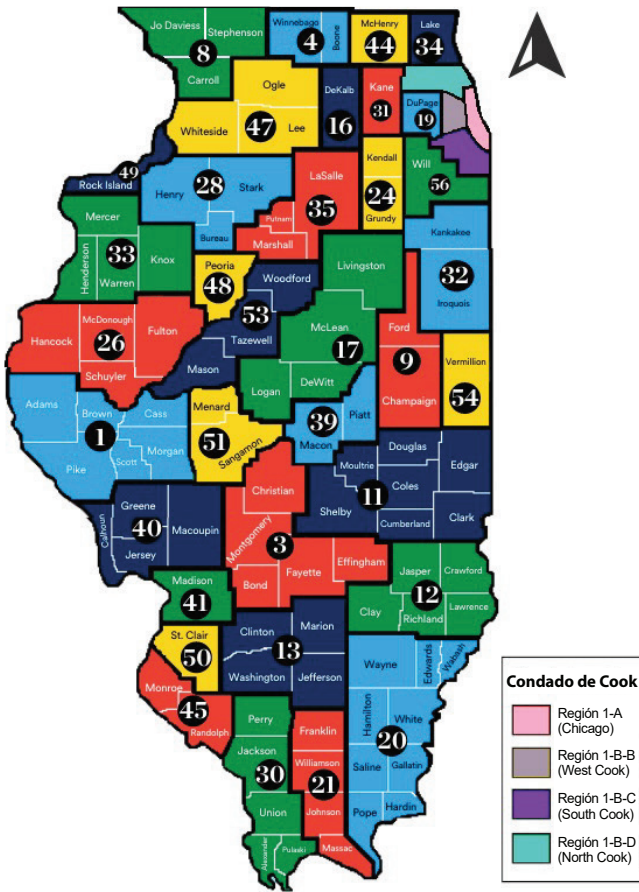 Jo Daviess
Stephenson
8
Carroll
Winnebago
4
Boone
McHenry
44
Lake
34
Ogle
Whiteside
47
Lee
DeKalb
16
Kane
31
DuPage
19
49
Rock Island
Henry
28
Stark
Bureau
LaSalle
35
Putnam
Marshall
Kendall
24
Grundy
Will
56
Mercer
33
Henderson
Warren
Knox
Peoria
48
Woodford
53
Tazewell
Mason
Livingston
McLean
17
Logan
DeWitt
Kankakee
32
Iroquois
Hancock
McDonough
26
Fulton
Schuyler
Ford
9
Champaign
Vermillion
54
Adams
Brown
Cass
1
Pike
Scott
Morgan
Menard
51
Sangamon
39
Piatt
Macon
Douglas
Edgar
Moultrie
Coles
11
Shelby
Cumberland
Clark
Greene
40
Calhoun
Jersey
Macoupin
Christian
Montgomery
3
Bond
Fayette
Effingham
Jasper
Crawford
12
Clay
Richland
Lawrence
Madison
41
St. Clair
50
Clinton
Marion
13
Washington
Jefferson
Monroe
45
Randolph
Wayne
Edwards
Wabash
Hamilton
White
20
Saline
Gallatin
Pope
Hardin
Perry
Jackson
30
Union
Alexander
Pulaski
Franklin
Williamson
21
Johnson
Massac
Condado de Cook
Región 1-A
(Chicago)
Región 1-B-B
(West Cook)
Región 1-B-C
(South Cook)
Región 1-B-D
(North Cook)